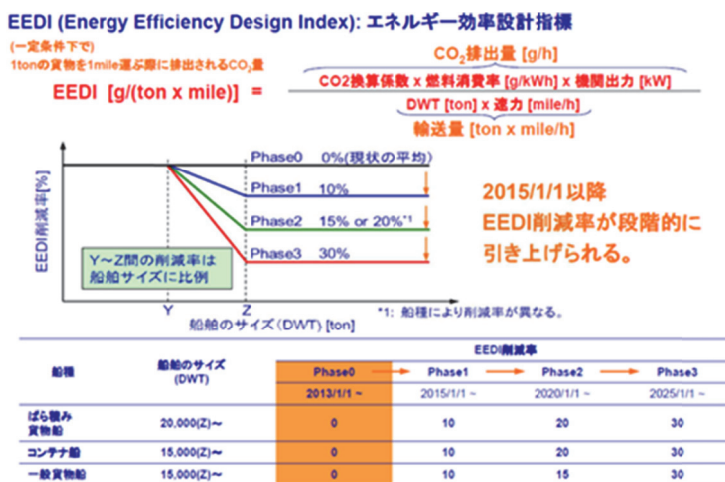 EEDI (Energy Efficiency Design Index): エネルギー効率設計指標
(一定条件下で)
1tonの貨物を1mile運ぶ際に排出されるCO2量
EEDI [g/(ton x mile)] =
CO2排出量 [g/h]
CO2換算係数 x 燃料消費率 [g/kWh] x 機関出力 [kW]
DWT [ton] x 速力 [mile/h]
輸送量 [ton x mile/h]
EEDI削減率[%]
Phase0 0%(現状の平均)
Phase1 10%
Phase2 15% or 20%*1
Phase3 30%
Y~Z間の削減率は
船舶サイズに比例
Y Z
船舶のサイズ(DWT) [ton]
2015/1/1以降
EEDI削減率が段階的に
引き上げられる。
*1: 船種により削減率が異なる。
船種 船舶のサイズ (DWT) EEDI削減率
Phase0 Phase1 Phase2 Phase3
2013/1/1 ~ 2015/1/1 ~ 2020/1/1 ~ 2025/1/1 ~
ばら積み貨物船 20,000(Z)~ 0 10 20 30
コンテナ船 15,000(Z)~ 0 10 20 30
一般貨物船 15,000(Z)~ 0 10 15 30